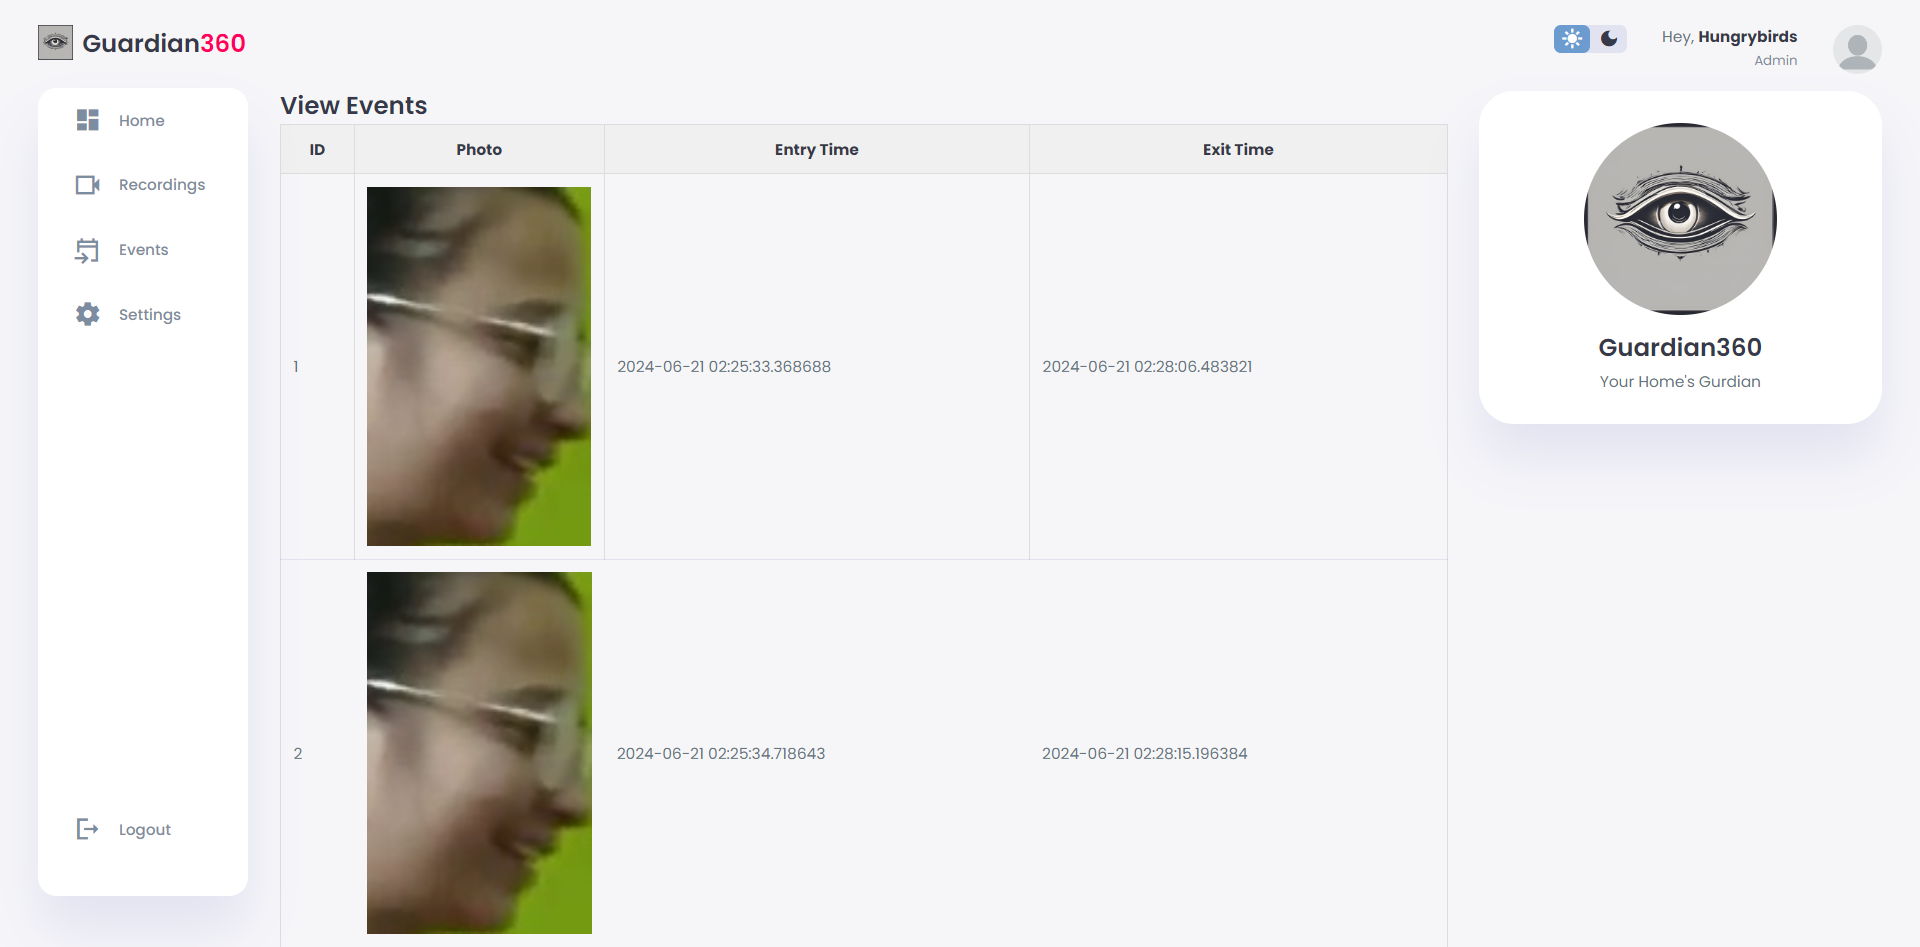 Guardian360
Hey, Hungrybirds
Admin
Home
Recordings
Events
Settings
Logout
View Events
ID Photo Entry Time Exit Time
1 2024-06-21 02:25:33.368688 2024-06-21 02:28:06.483821
2 2024-06-21 02:25:34.718643 2024-06-21 02:28:15.196384
Guardian360
Your Home's Gurdian